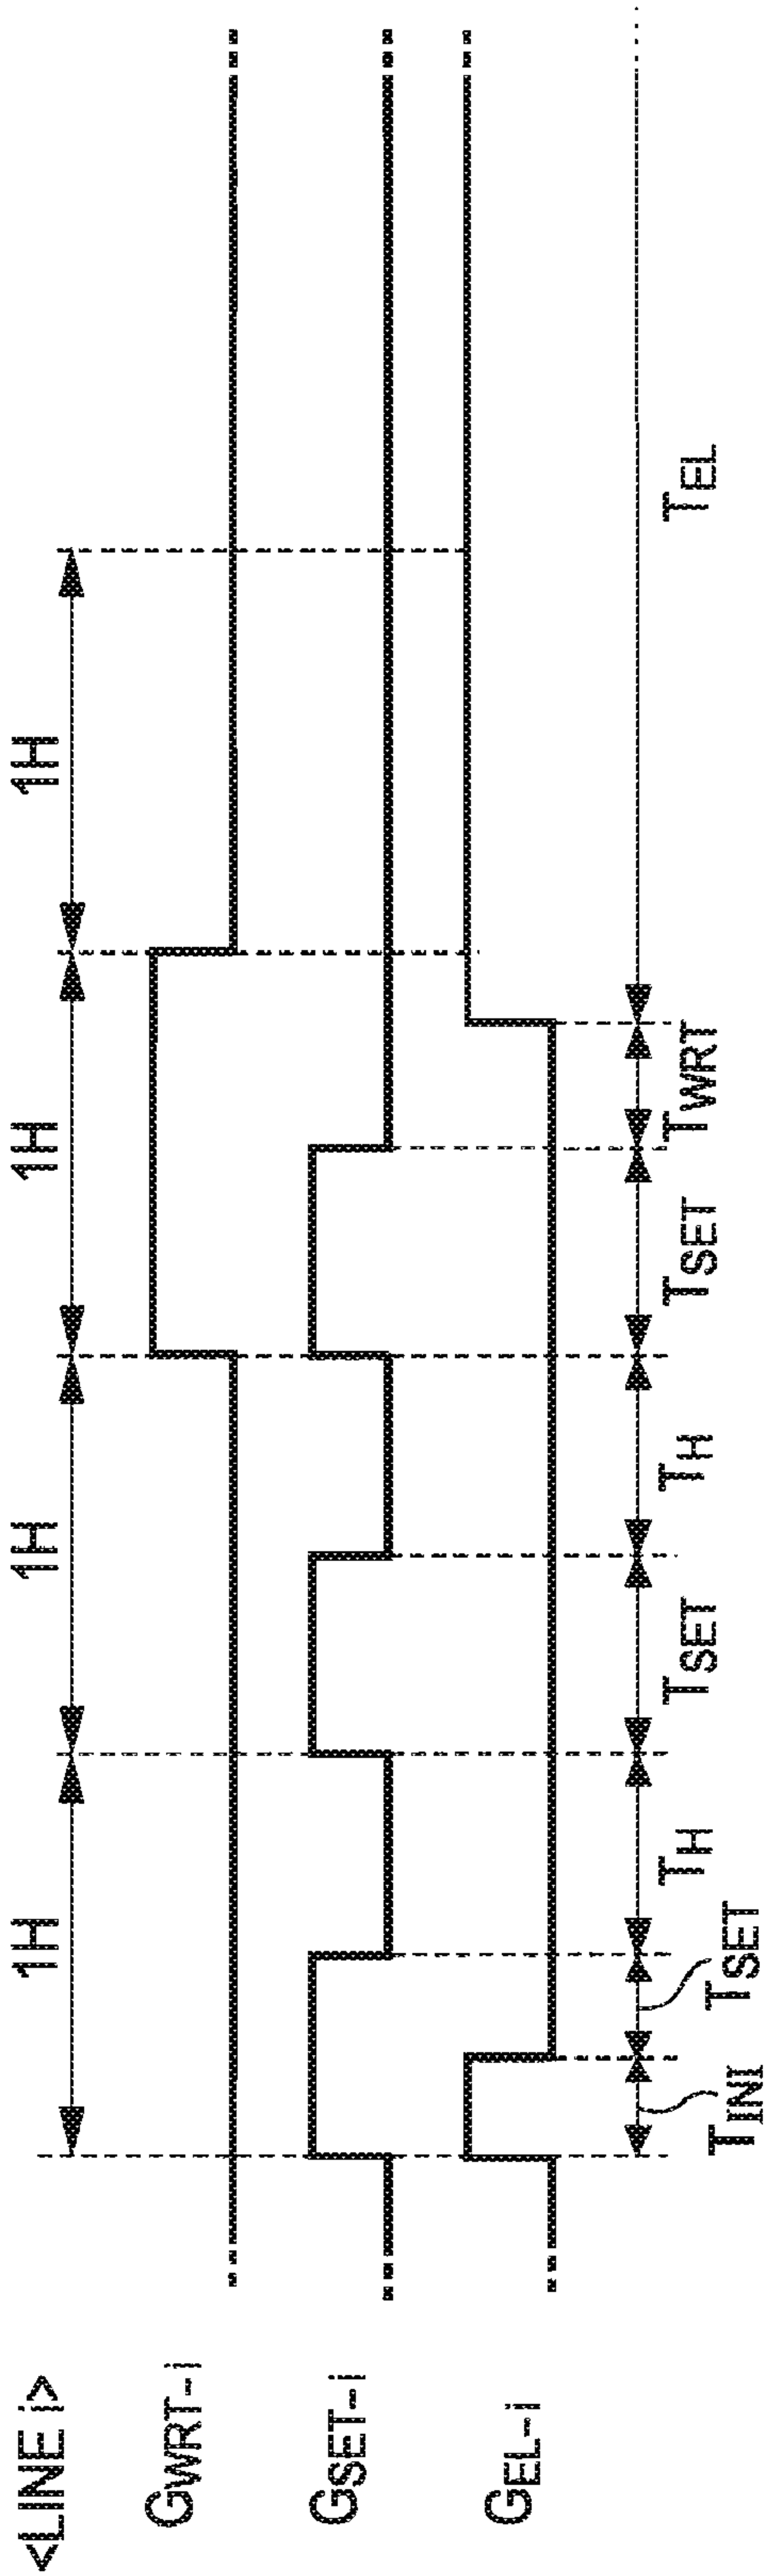 <LINE i>
1H
1H
1H
1H
GWRT-i
GSET-i
GEL-i
TINI
TSET
TH
TSET
TH
TSET
TWRT
TEL